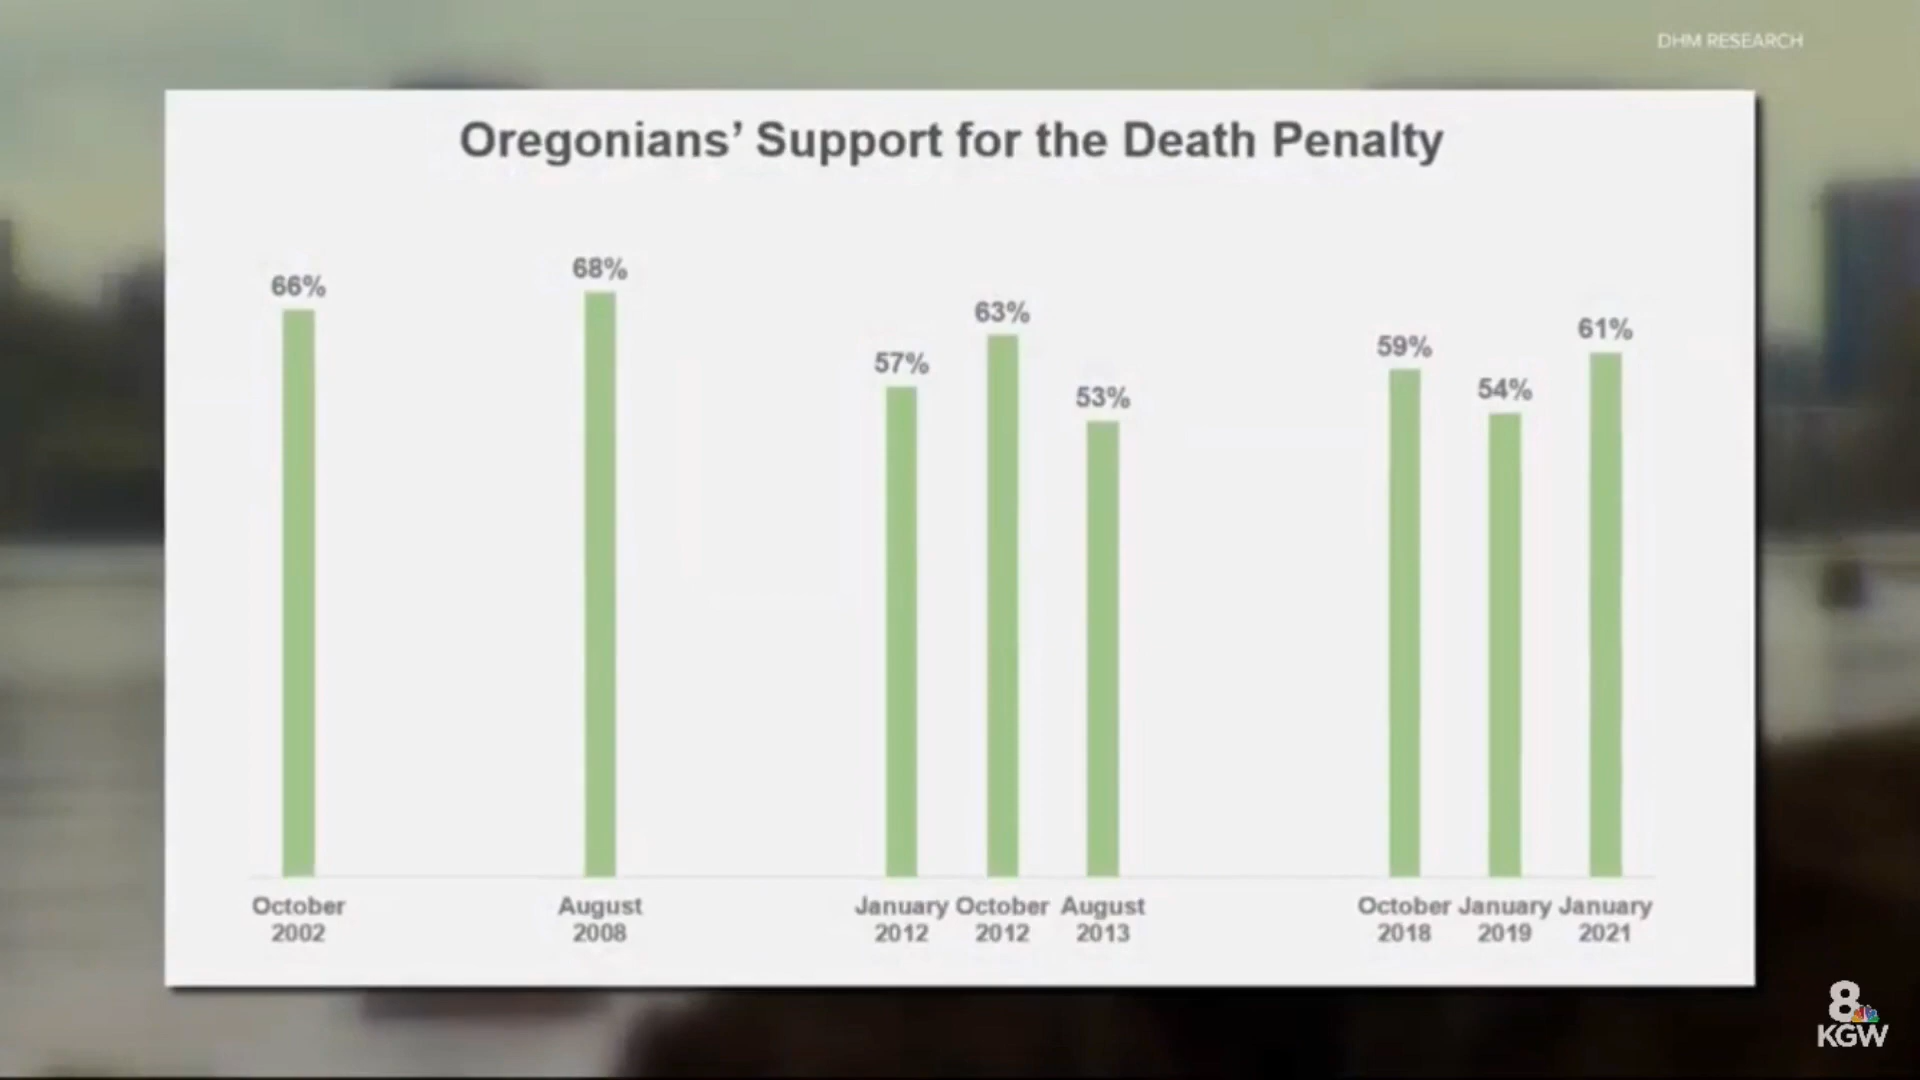 DHM RESEARCH
Oregonians’ Support for the Death Penalty
66%
68%
57%
63%
53%
59%
54%
61%
October
2002
August
2008
January
2012
October
2012
August
2013
October
2018
January
2019
January
2021
8
KGW